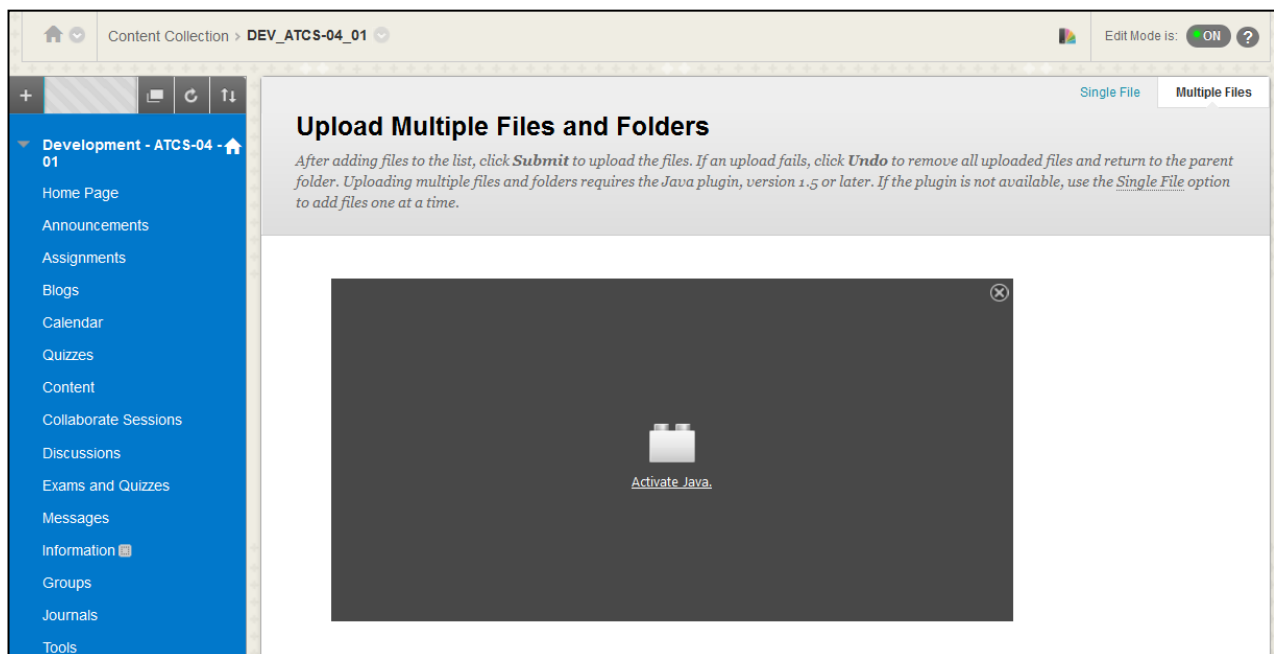 Content Collection > DEV_ATCS-04_01
Edit Mode is: ON ?
Single File Multiple Files
Upload Multiple Files and Folders
After adding files to the list, click Submit to upload the files. If an upload fails, click Undo to remove all uploaded files and return to the parent
folder. Uploading multiple files and folders requires the Java plugin, version 1.5 or later. If the plugin is not available, use the Single File option
to add files one at a time.
Development - ATCS-04 -
01
Home Page
Announcements
Assignments
Blogs
Calendar
Quizzes
Content
Collaborate Sessions
Discussions
Exams and Quizzes
Messages
Information
Groups
Journals
Tools
Activate Java.